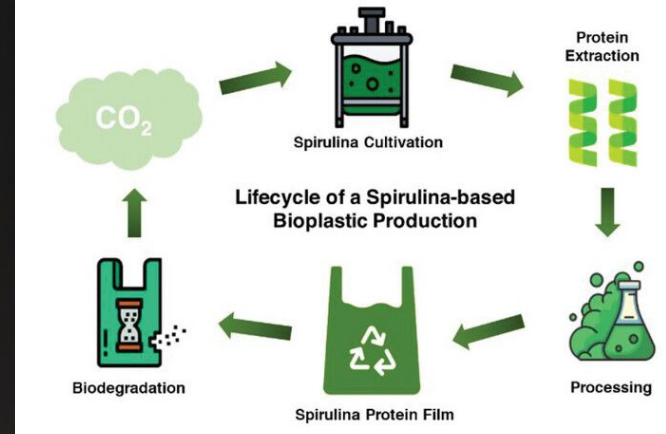 Protein
Extraction
CO₂
Spirulina Cultivation
Lifecycle of a Spirulina-based
Bioplastic Production
Biodegradation
Spirulina Protein Film
Processing